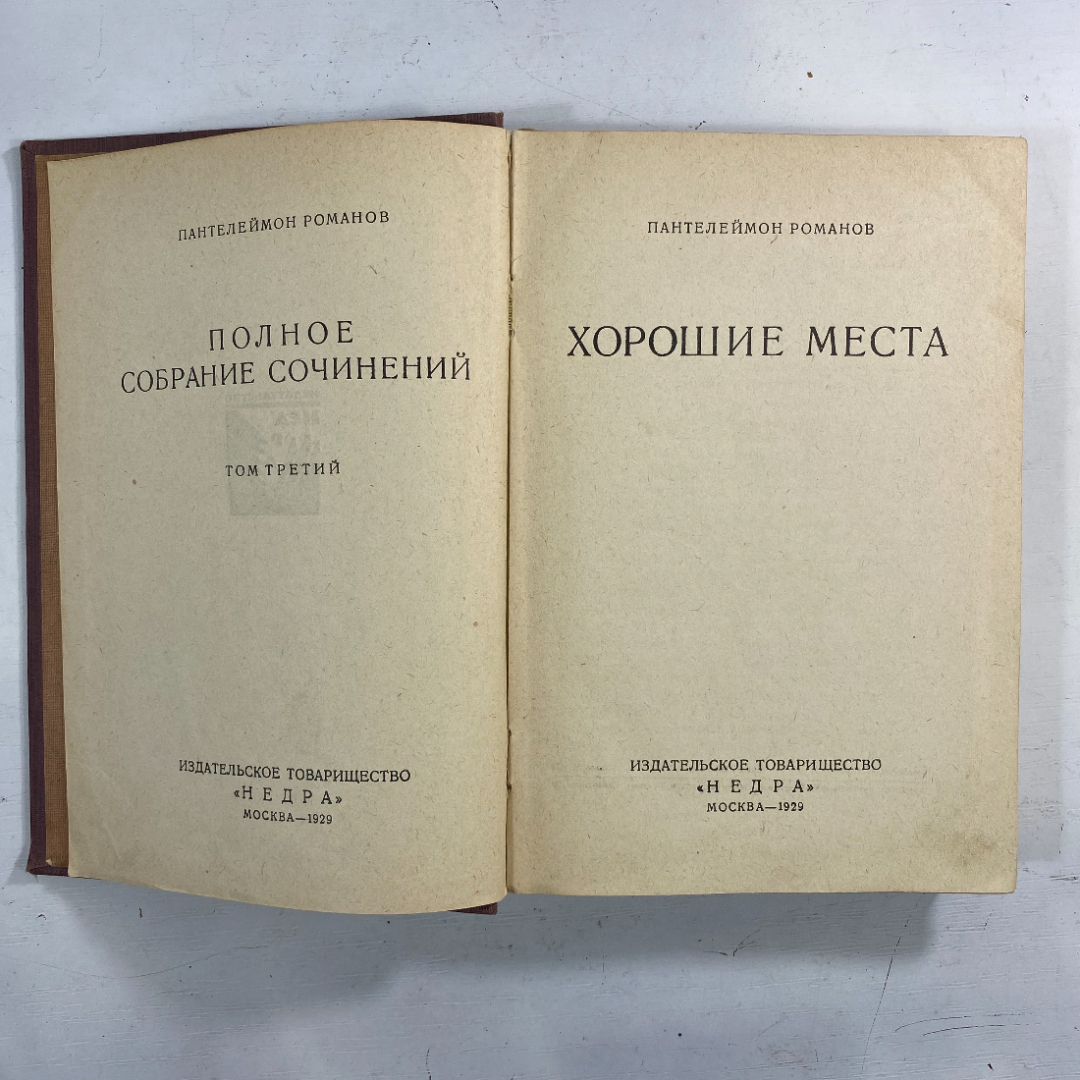 ПАНТЕЛЕЙМОН РОМАНОВ
ПОЛНОЕ
СОБРАНИЕ СОЧИНЕНИЙ
ТОМ ТРЕТИЙ
ИЗДАТЕЛЬСКОЕ ТОВАРИЩЕСТВО
«НЕДРА»
МОСКВА—1929
ПАНТЕЛЕЙМОН РОМАНОВ
ХОРОШИЕ МЕСТА
ИЗДАТЕЛЬСКОЕ ТОВАРИЩЕСТВО
«НЕДРА»
МОСКВА—1929